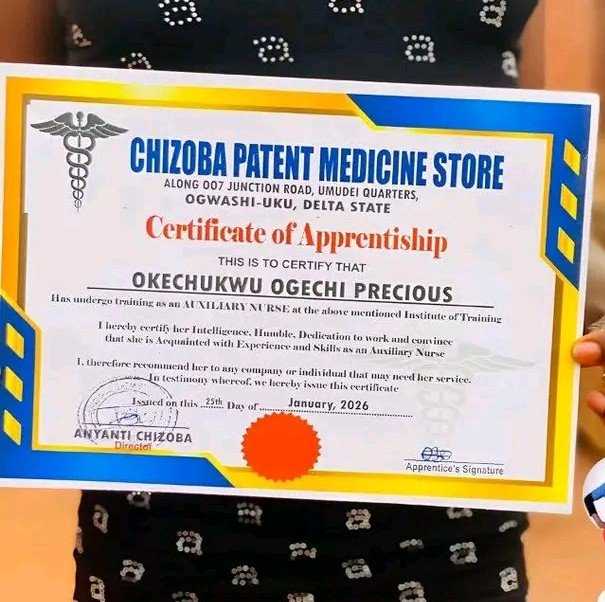 CHIZOBA PATENT MEDICINE STORE
ALONG 007 JUNCTION ROAD, UMUDEI QUARTERS,
OGWASHI-UKU, DELTA STATE
Certificate of Apprentiship
THIS IS TO CERTIFY THAT
OKECHUKWU OGECHI PRECIOUS
Has undergo training as an AUXILIARY NURSE at the above mentioned Institute of Training
I hereby certify her Intelligence, Humble, Dedication to work and convince
that she is Acquainted with Experience and Skills as an Auxiliary Nurse
I, therefore recommend her to any company or individual that may need her service.
In testimony whereof, we hereby issue this certificate
Issued on this 25th Day of January, 2026
ANYANTI CHIZOBA
Director
Apprentice's Signature